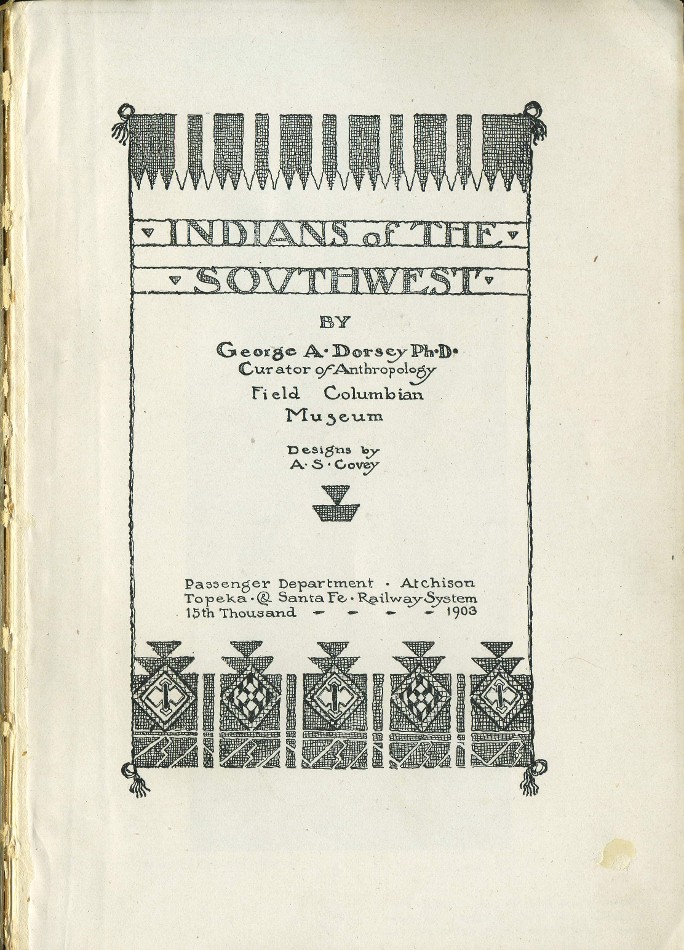 INDIANS of THE
SOVTHWEST
BY
George A. Dorsey Ph.D.
Curator of Anthropology
Field Columbian
Museum
Designs by
A. S. Covey
Passenger Department . Atchison
Topeka . & Santa Fe . Railway System
15th Thousand - - - - 1903